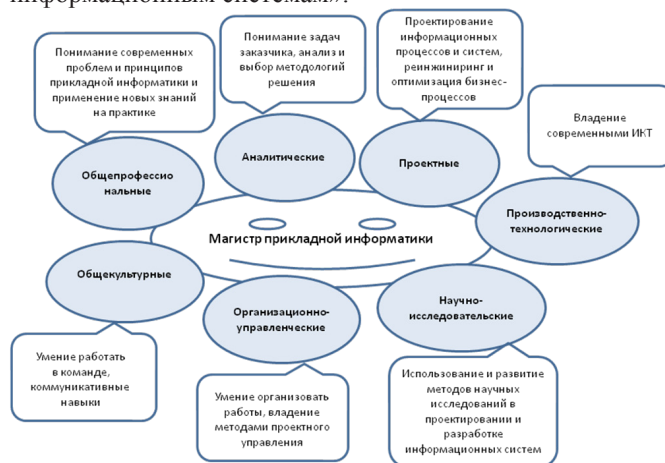 информационным системам».
Понимание современных
проблем и принципов
прикладной информатики и
применение новых знаний
на практике
Понимание задач
заказчика, анализ и
выбор методологий
решения
Проектирование
информационных
процессов и систем,
реинжиниринг и
оптимизация бизнес-
процессов
Владение
современными ИКТ
Общепрофессио
нальные
Аналитические
Проектные
Производственно-
технологические
Магистр прикладной информатики
Общекультурные
Организационно-
управленческие
Научно-
исследовательские
Умение работать
в команде,
коммуникативные
навыки
Умение организовать
работы, владение
методами проектного
управления
Использование и развитие
методов научных
исследований в
проектировании и
разработке
информационных систем